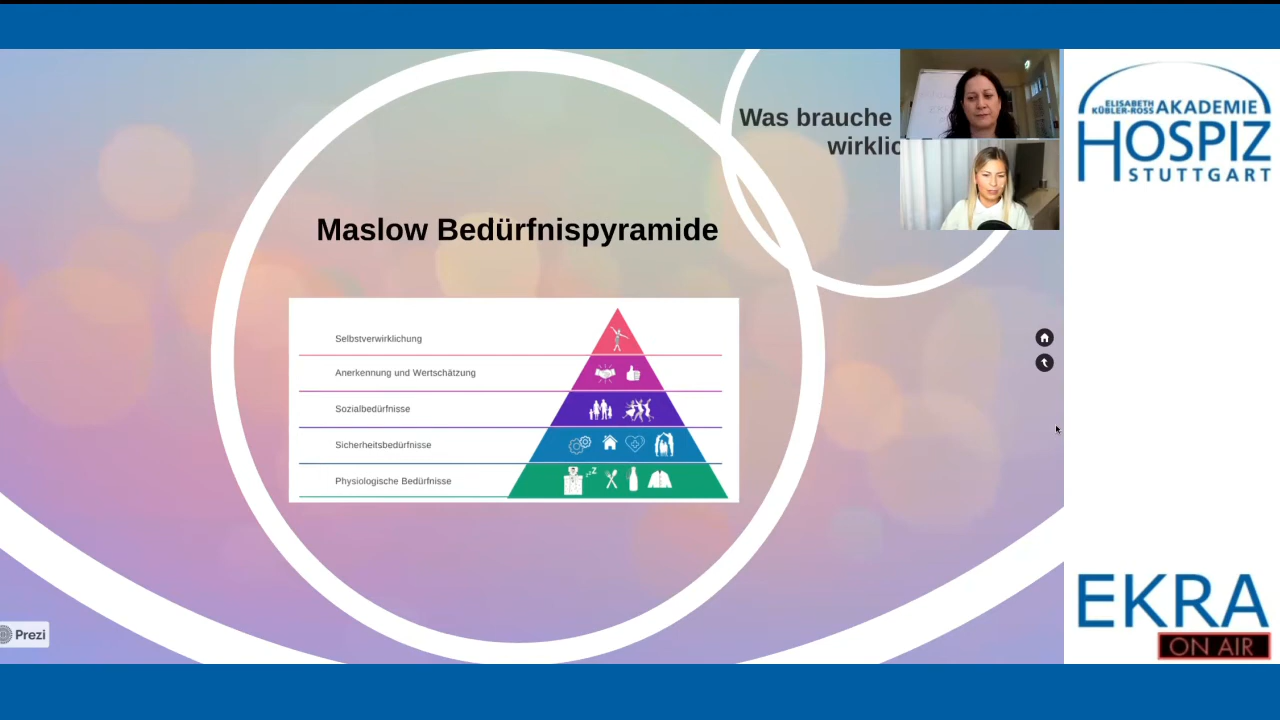 Was brauche
Maslow Bedürfnispyramide
Selbstverwirklichung
Anerkennung und Wertschätzung
Sozialbedürfnisse
Sicherheitsbedürfnisse
Physiologische Bedürfnisse
zzZ
Prezi
ELISABETH
KÜBLER-ROSS AKADEMIE
HOSPIZ
STUTTGART
EKRA
ON AIR